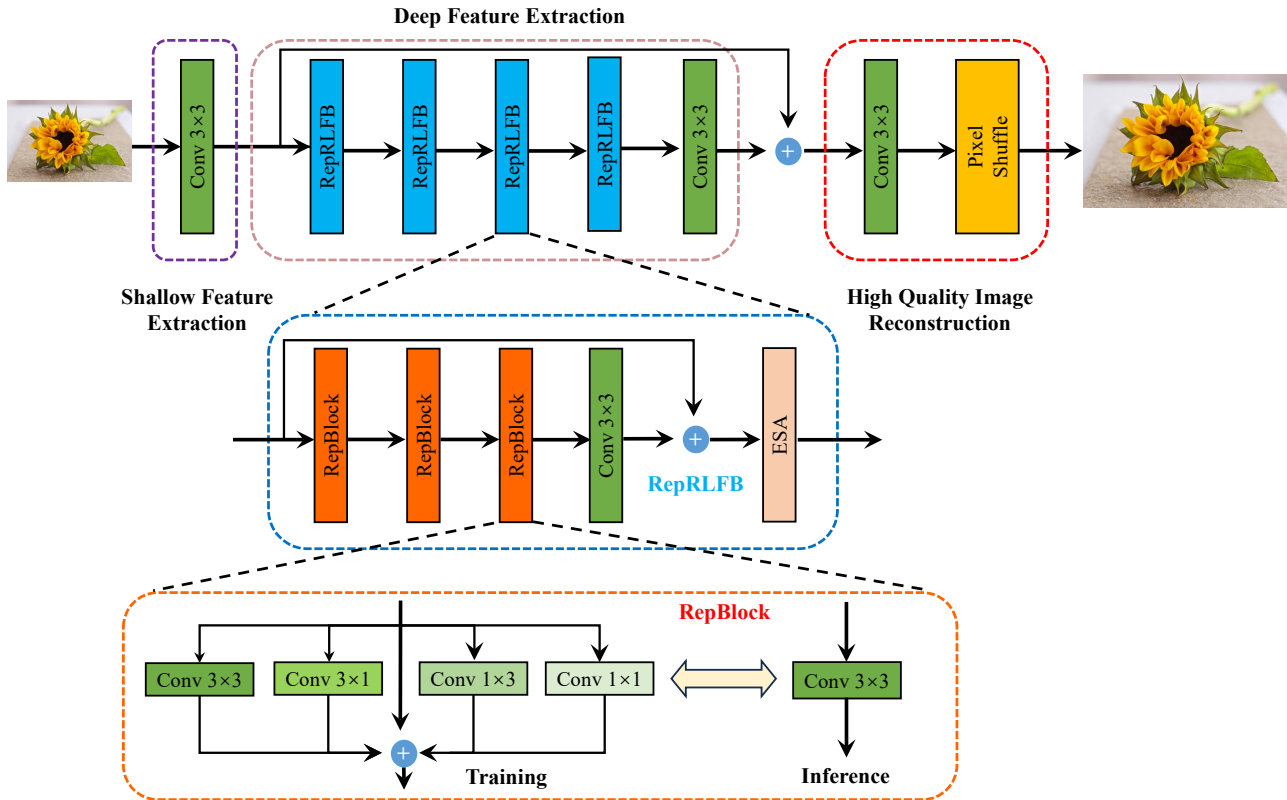 Deep Feature Extraction
Conv 3×3
RepRLFB
RepRLFB
RepRLFB
RepRLFB
Conv 3×3
+
Conv 3×3
Pixel
Shuffle
Shallow Feature
Extraction
High Quality Image
Reconstruction
RepBlock
RepBlock
RepBlock
Conv 3×3
+
ESA
RepRLFB
RepBlock
Conv 3×3
Conv 3×1
Conv 1×3
Conv 1×1
Conv 3×3
+
Training
Inference